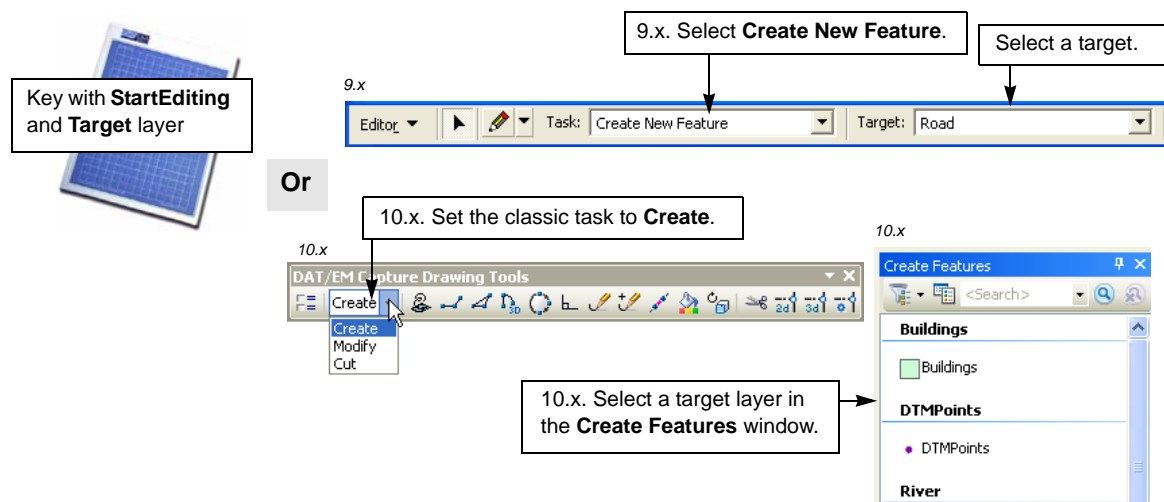 9.x. Select Create New Feature.
Select a target.
Key with StartEditing
and Target layer
9.x
Editor
Task:
Create New Feature
Target:
Road
Or
10.x. Set the classic task to Create.
10.x
10.x
DAT/EM Capture Drawing Tools
Create
3D
2d
3d
Create
Modify
Cut
Create Features
<Search>
Buildings
Buildings
10.x. Select a target layer in
the Create Features window.
DTMPoints
DTMPoints
River